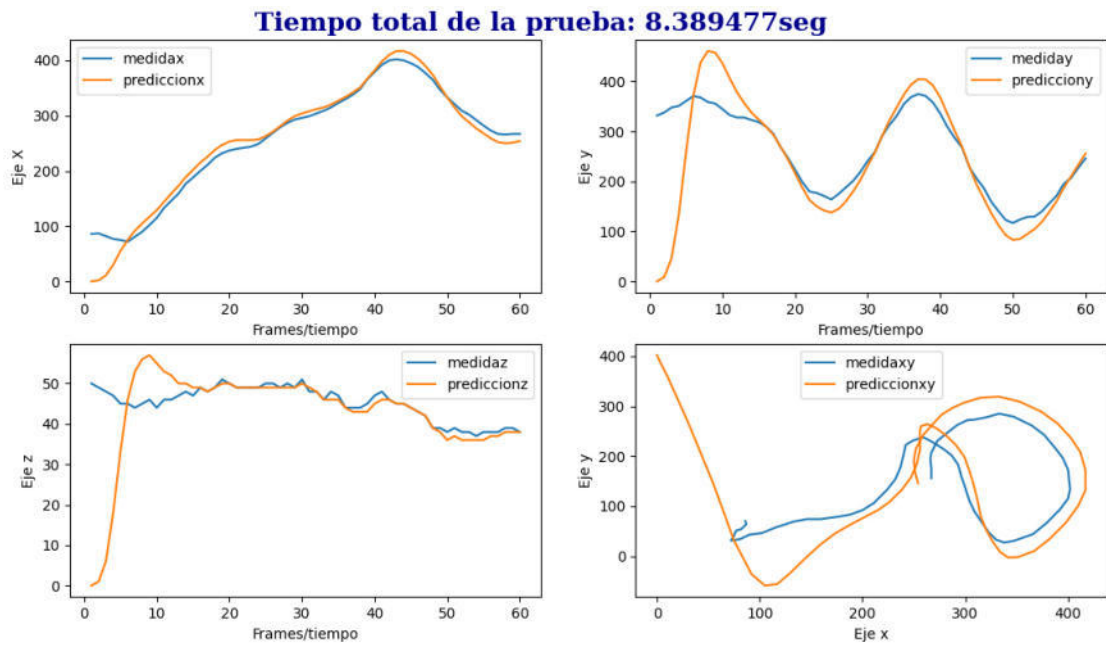 Tiempo total de la prueba: 8.389477seg
medidax
prediccionx
Eje X
400
300
200
100
0
0 10 20 30 40 50 60
Frames/tiempo
mediday
predicciony
Eje y
400
300
200
100
0
0 10 20 30 40 50 60
Frames/tiempo
medidaz
prediccionz
Eje z
50
40
30
20
10
0
0 10 20 30 40 50 60
Frames/tiempo
medidaxy
prediccionxy
Eje y
400
300
200
100
0
0 100 200 300 400
Eje x